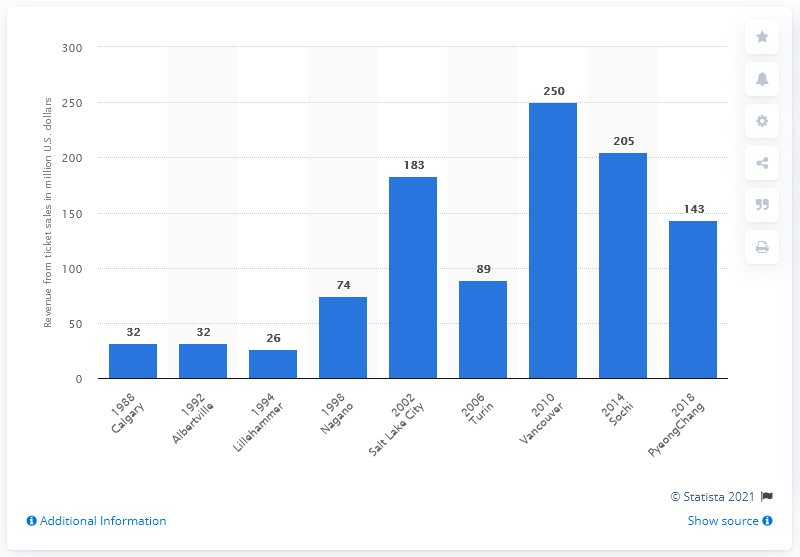 Revenue from ticket sales in million U.S. dollars
300
250
200
150
100
50
0
32
32
26
74
183
89
250
205
143
1988
Calgary
1992
Albertville
1994
Lillehammer
1998
Nagano
2002
Salt Lake City
2006
Turin
2010
Vancouver
2014
Sochi
2018
PyeongChang
© Statista 2021
Additional Information
Show source